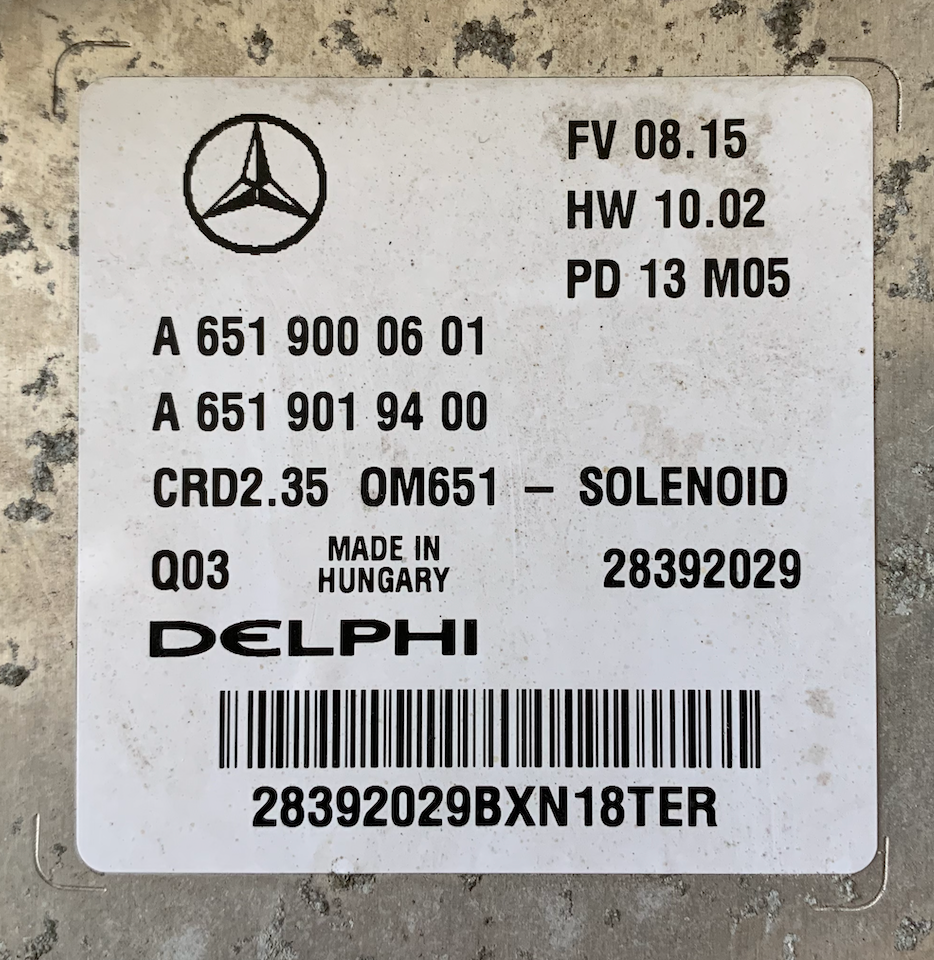 FV 08.15
HW 10.02
PD 13 M05
A 651 900 06 01
A 651 901 94 00
CRD2.35 OM651 – SOLENOID
Q03 MADE IN HUNGARY 28392029
DELPHI
28392029BXN18TER